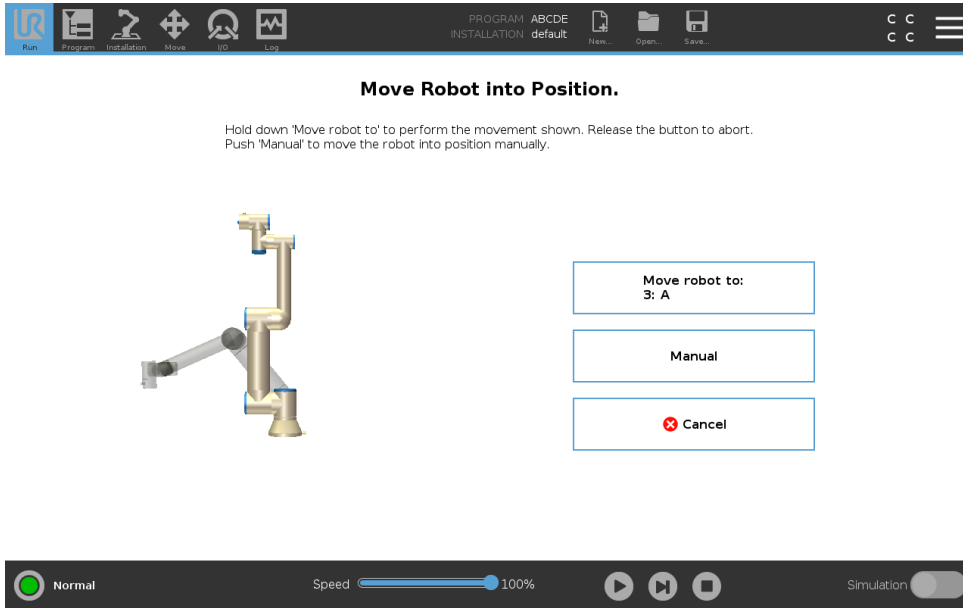 PROGRAM ABCDE
INSTALLATION default
C C
C C
Run Program Installation Move I/O Log New... Open... Save...
Move Robot into Position.
Hold down 'Move robot to' to perform the movement shown. Release the button to abort.
Push 'Manual' to move the robot into position manually.
Move robot to:
3: A
Manual
Cancel
Normal Speed 100% Simulation